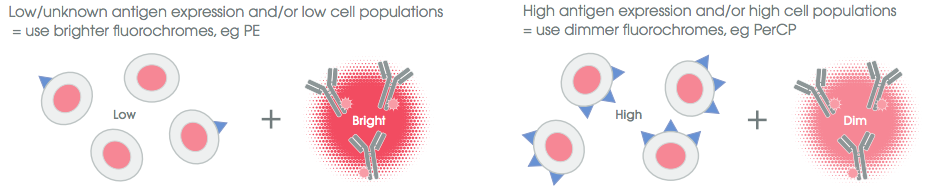 Low/unknown antigen expression and/or low cell populations
= use brighter fluorochromes, eg PE
Low
+
Bright
High antigen expression and/or high cell populations
= use dimmer fluorochromes, eg PerCP
High
+
Dim